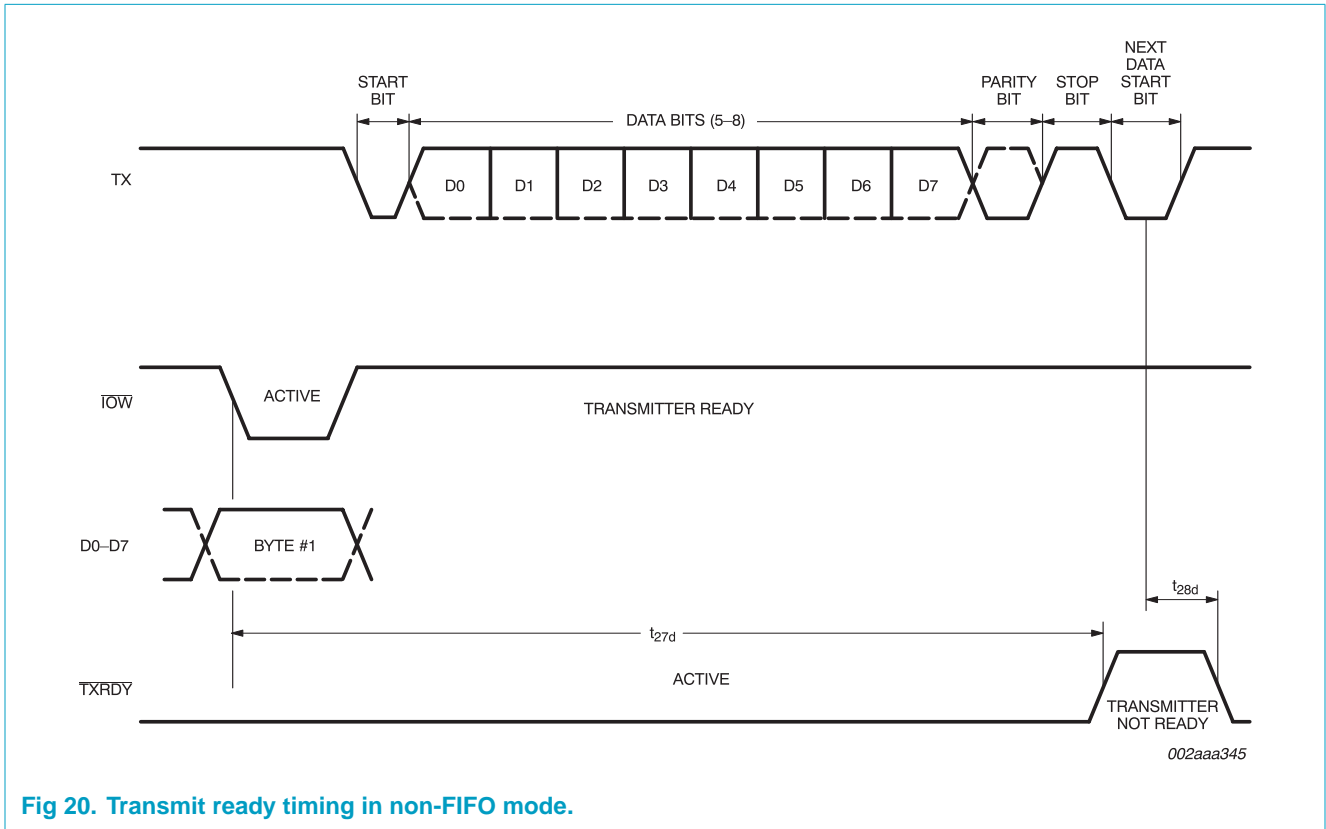 START
BIT
DATA BITS (5–8)
PARITY
BIT
STOP
BIT
NEXT
DATA
START
BIT
TX
D0
D1
D2
D3
D4
D5
D6
D7
I̅O̅W̅
ACTIVE
TRANSMITTER READY
D0–D7
BYTE #1
t28d
t27d
T̅X̅R̅D̅Y̅
ACTIVE
TRANSMITTER
NOT READY
002aaa345
Fig 20. Transmit ready timing in non-FIFO mode.